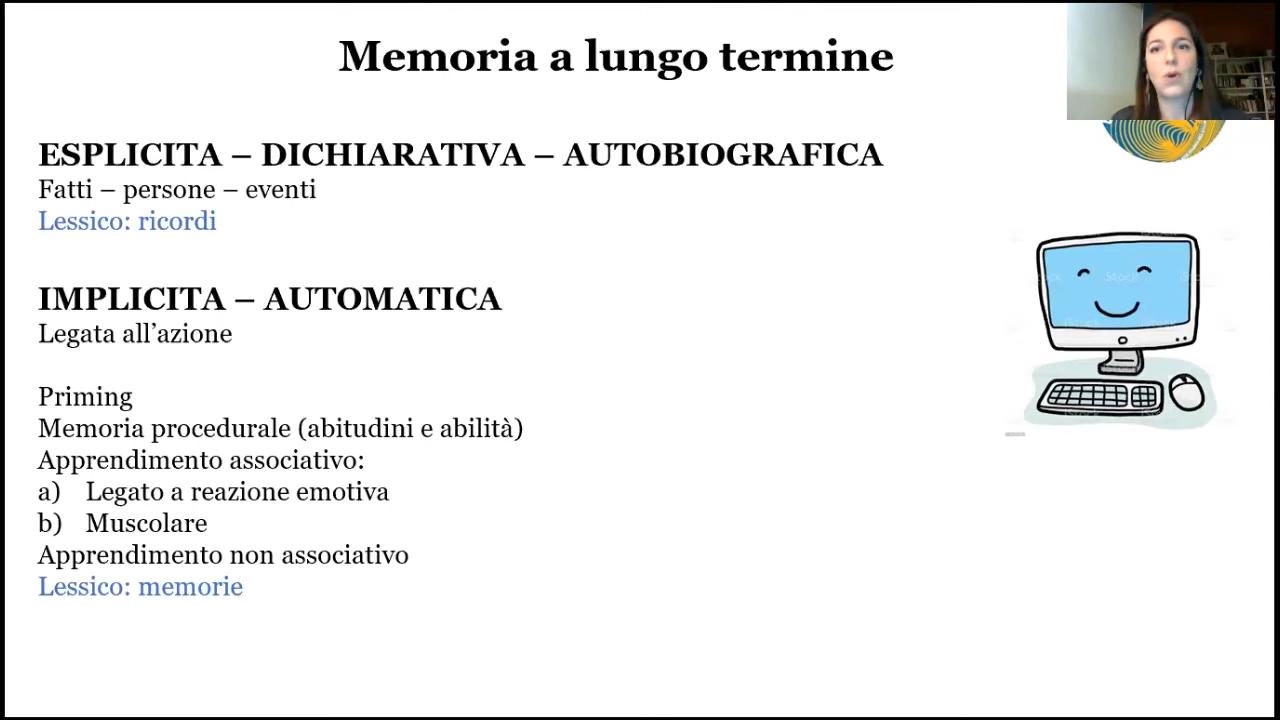 Memoria a lungo termine
ESPLICITA – DICHIARATIVA – AUTOBIOGRAFICA
Fatti – persone – eventi
Lessico: ricordi
IMPLICITA – AUTOMATICA
Legata all’azione
Priming
Memoria procedurale (abitudini e abilità)
Apprendimento associativo:
a) Legato a reazione emotiva
b) Muscolare
Apprendimento non associativo
Lessico: memorie